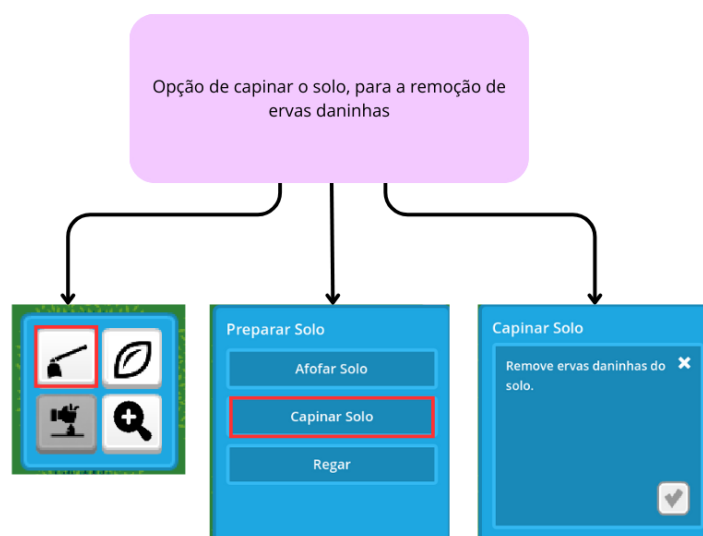 Opção de capinar o solo, para a remoção de
ervas daninhas
Preparar Solo
Afofar Solo
Capinar Solo
Regar
Capinar Solo
Remove ervas daninhas do
solo.